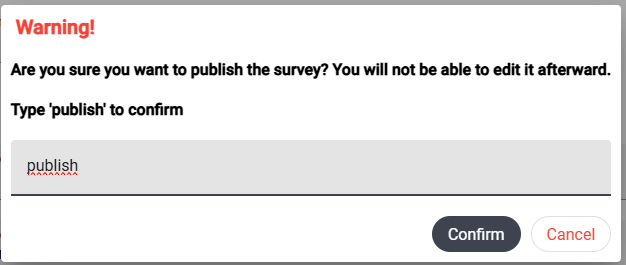 Warning!
Are you sure you want to publish the survey? You will not be able to edit it afterward.
Type 'publish' to confirm
publish
Confirm Cancel